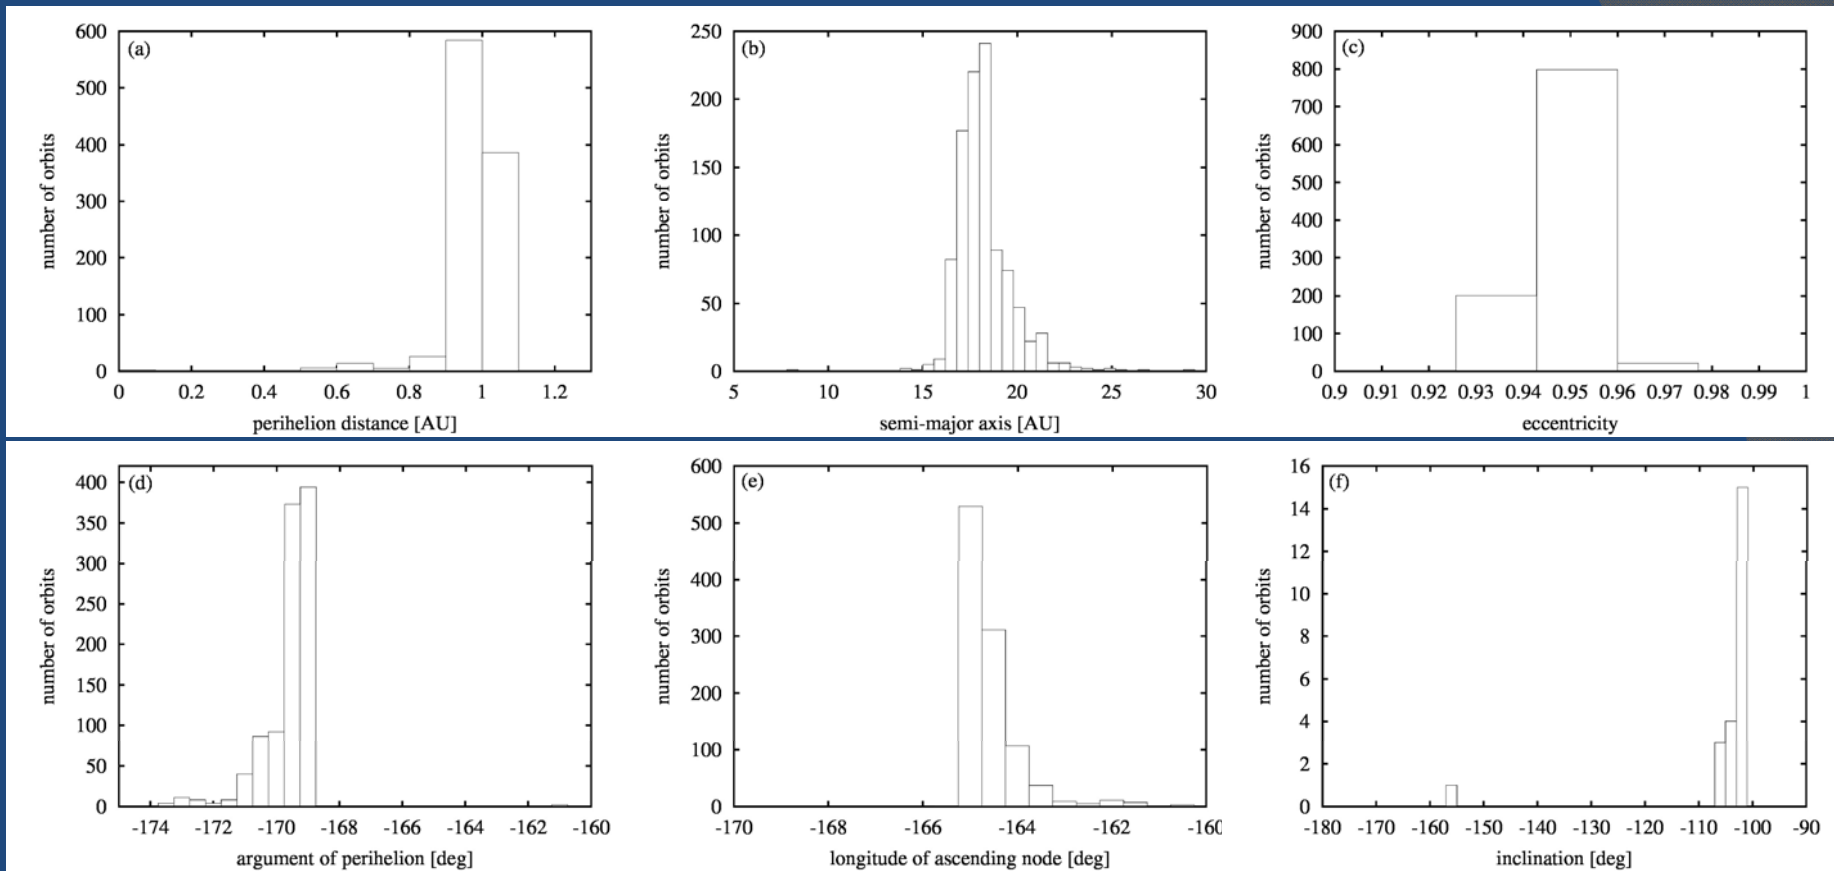 (a)
600
500
400
300
200
100
0
0 0.2 0.4 0.6 0.8 1 1.2
number of orbits
perihelion distance [AU]
(b)
250
200
150
100
50
0
5 10 15 20 25 30
number of orbits
semi-major axis [AU]
(c)
900
800
700
600
500
400
300
200
100
0
0.9 0.91 0.92 0.93 0.94 0.95 0.96 0.97 0.98 0.99 1
number of orbits
eccentricity
(d)
400
350
300
250
200
150
100
50
0
-174 -172 -170 -168 -166 -164 -162 -160
number of orbits
argument of perihelion [deg]
(e)
600
500
400
300
200
100
0
-170 -168 -166 -164 -162 -160
number of orbits
longitude of ascending node [deg]
(f)
16
14
12
10
8
6
4
2
0
-180 -170 -160 -150 -140 -130 -120 -110 -100 -90
number of orbits
inclination [deg]